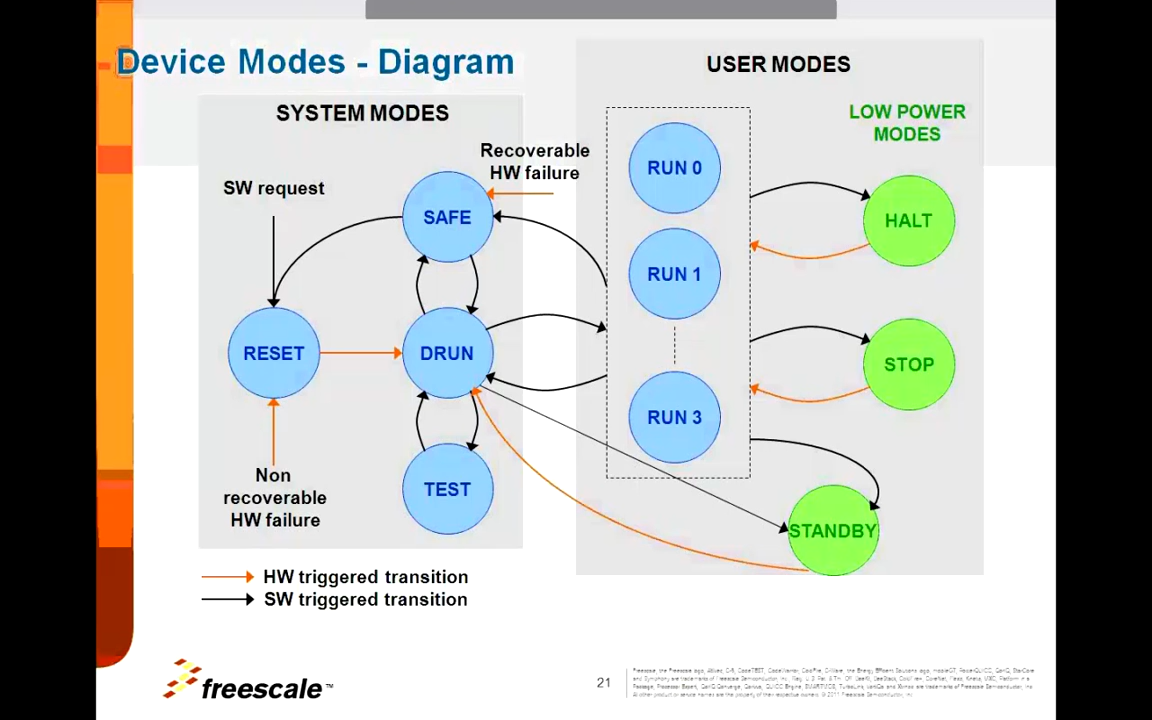 Device Modes - Diagram
SYSTEM MODES
SW request
Recoverable
HW failure
SAFE
RESET
DRUN
TEST
Non
recoverable
HW failure
USER MODES
RUN 0
RUN 1
RUN 3
LOW POWER
MODES
HALT
STOP
STANDBY
HW triggered transition
SW triggered transition
freescale™
21